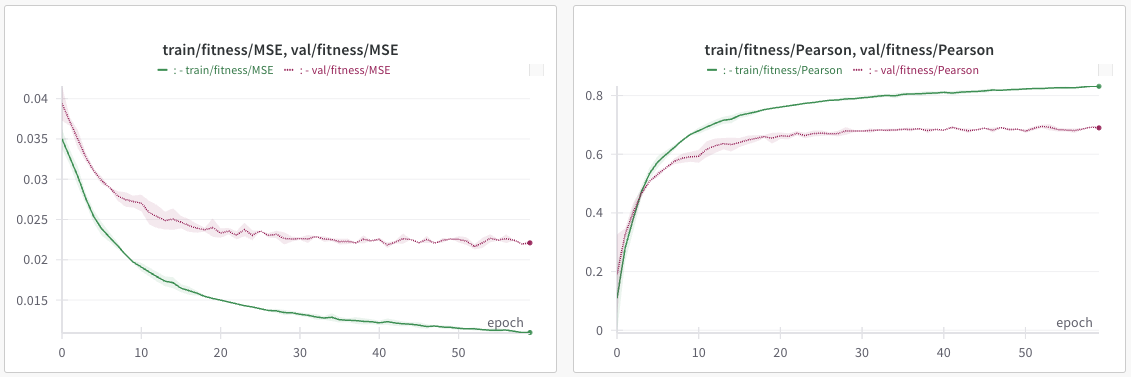 train/fitness/MSE, val/fitness/MSE
: - train/fitness/MSE : - val/fitness/MSE
0.04
0.035
0.03
0.025
0.02
0.015
epoch
0 10 20 30 40 50
train/fitness/Pearson, val/fitness/Pearson
: - train/fitness/Pearson : - val/fitness/Pearson
0.8
0.6
0.4
0.2
0
epoch
0 10 20 30 40 50